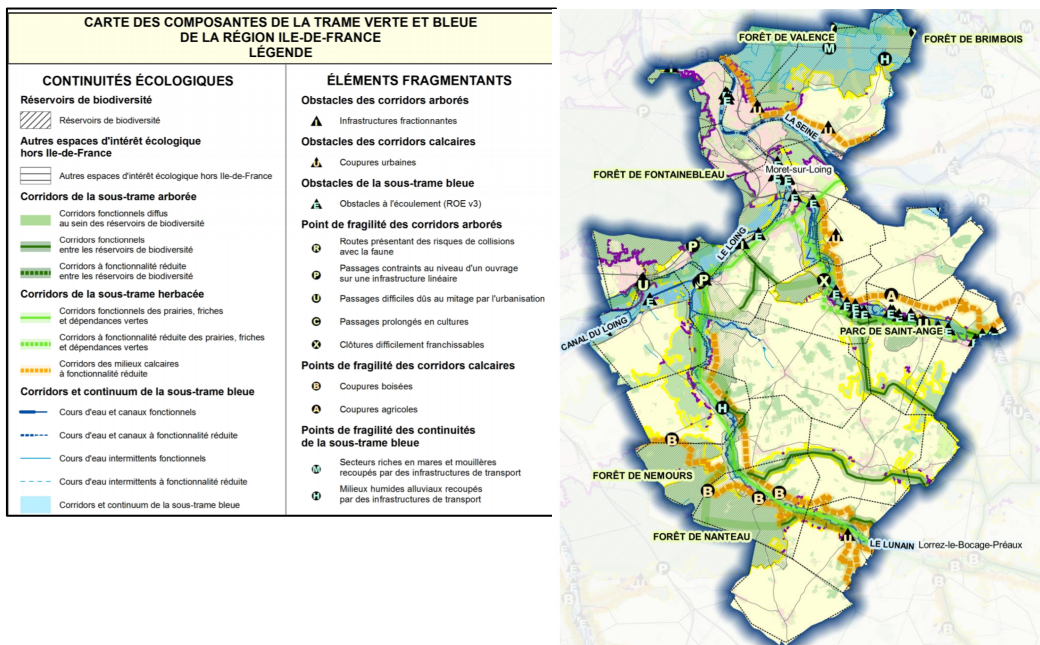 CARTE DES COMPOSANTES DE LA TRAME VERTE ET BLEUE
DE LA RÉGION ILE-DE-FRANCE
LÉGENDE
CONTINUITÉS ÉCOLOGIQUES
Réservoirs de biodiversité
Réservoirs de biodiversité
Autres espaces d'intérêt écologique
hors Ile-de-France
Autres espaces d'intérêt écologique hors Ile-de-France
Corridors de la sous-trame arborée
Corridors fonctionnels diffus
au sein des réservoirs de biodiversité
Corridors fonctionnels
entre les réservoirs de biodiversité
Corridors à fonctionnalité réduite
entre les réservoirs de biodiversité
Corridors de la sous-trame herbacée
Corridors fonctionnels des prairies, friches
et dépendances vertes
Corridors à fonctionnalité réduite des prairies, friches
et dépendances vertes
Corridors des milieux calcaires
à fonctionnalité réduite
Corridors et continuum de la sous-trame bleue
Cours d'eau et canaux fonctionnels
Cours d'eau et canaux à fonctionnalité réduite
Cours d'eau intermittents fonctionnels
Cours d'eau intermittents à fonctionnalité réduite
Corridors et continuum de la sous-trame bleue
ÉLÉMENTS FRAGMENTANTS
Obstacles des corridors arborés
Infrastructures fractionnantes
Obstacles des corridors calcaires
Coupures urbaines
Obstacles de la sous-trame bleue
E Obstacles à l'écoulement (ROE v3)
Point de fragilité des corridors arborés
R Routes présentant des risques de collisions
avec la faune
P Passages contraints au niveau d'un ouvrage
sur une infrastructure linéaire
U Passages difficiles dûs au mitage par l'urbanisation
C Passages prolongés en cultures
X Clôtures difficilement franchissables
Points de fragilité des corridors calcaires
B Coupures boisées
A Coupures agricoles
Points de fragilité des continuités
de la sous-trame bleue
M Secteurs riches en mares et mouillères
recoupés par des infrastructures de transport
H Milieux humides alluviaux recoupés
par des infrastructures de transport
FORÊT DE VALENCE
FORÊT DE BRIMBOIS
M
H
LA SEINE
FORÊT DE FONTAINEBLEAU
Moret-sur-Loing
LE LOING
P
U
P
X
A
CANAL DU LOING
PARC DE SAINT-ANGE
H
B
FORÊT DE NEMOURS
B
B
B
FORÊT DE NANTEAU
LE LUNAIN
Lorrez-le-Bocage-Préaux